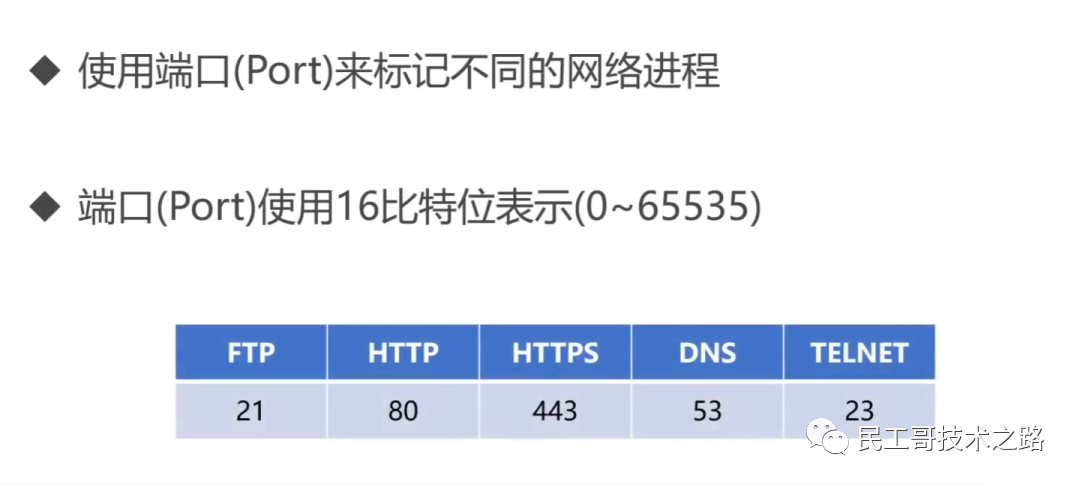 ◆ 使用端口(Port)来标记不同的网络进程
◆ 端口(Port)使用16比特位表示(0~65535)
FTP HTTP HTTPS DNS TELNET
21 80 443 53 23
民工哥技术之路